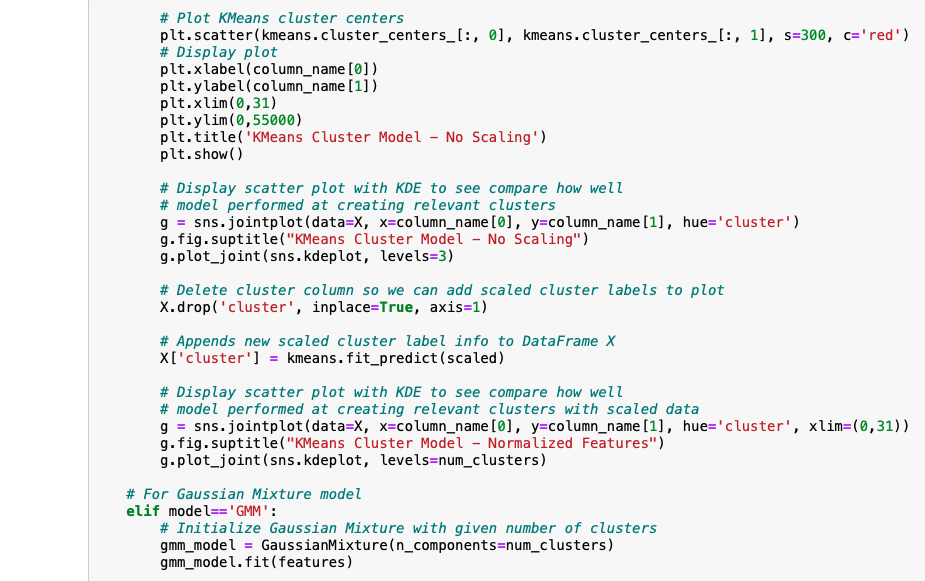 # Plot KMeans cluster centers
plt.scatter(kmeans.cluster_centers_[:, 0], kmeans.cluster_centers_[:, 1], s=300, c='red')
# Display plot
plt.xlabel(column_name[0])
plt.ylabel(column_name[1])
plt.xlim(0,31)
plt.ylim(0,55000)
plt.title('KMeans Cluster Model – No Scaling')
plt.show()
# Display scatter plot with KDE to see compare how well
# model performed at creating relevant clusters
g = sns.jointplot(data=X, x=column_name[0], y=column_name[1], hue='cluster')
g.fig.suptitle("KMeans Cluster Model – No Scaling")
g.plot_joint(sns.kdeplot, levels=3)
# Delete cluster column so we can add scaled cluster labels to plot
X.drop('cluster', inplace=True, axis=1)
# Appends new scaled cluster label info to DataFrame X
X['cluster'] = kmeans.fit_predict(scaled)
# Display scatter plot with KDE to see compare how well
# model performed at creating relevant clusters with scaled data
g = sns.jointplot(data=X, x=column_name[0], y=column_name[1], hue='cluster', xlim=(0,31))
g.fig.suptitle("KMeans Cluster Model – Normalized Features")
g.plot_joint(sns.kdeplot, levels=num_clusters)
# For Gaussian Mixture model
elif model=='GMM':
# Initialize Gaussian Mixture with given number of clusters
gmm_model = GaussianMixture(n_components=num_clusters)
gmm_model.fit(features)